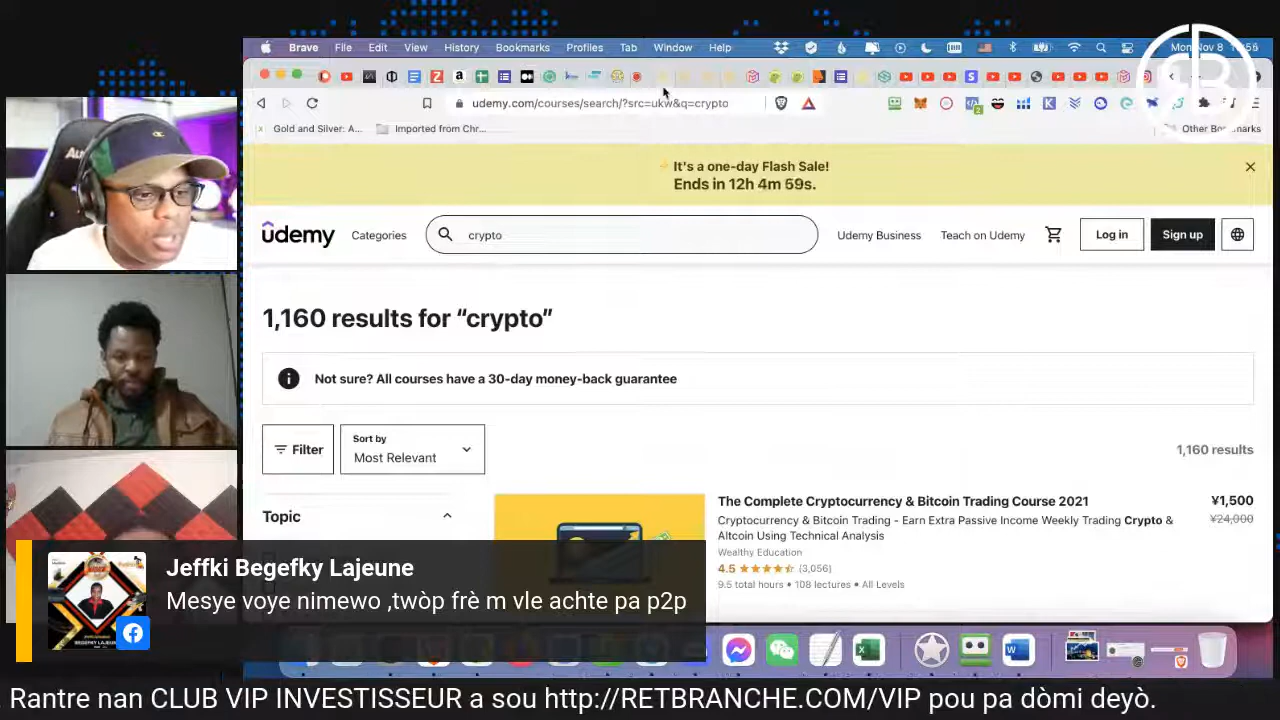 Brave File Edit View History Bookmarks Profiles Tab Window Help
Mon Nov 8
udemy.com/courses/search/?src=ukw&q=crypto
Gold and Silver: A... Imported from Chr... Other Bookmarks
It's a one-day Flash Sale!
Ends in 12h 4m 59s.
ûdemy Categories crypto Udemy Business Teach on Udemy Log in Sign up
1,160 results for “crypto”
Not sure? All courses have a 30-day money-back guarantee
Filter
Sort by
Most Relevant
1,160 results
Topic
The Complete Cryptocurrency & Bitcoin Trading Course 2021 ¥1,500
Cryptocurrency & Bitcoin Trading - Earn Extra Passive Income Weekly Trading Crypto & ¥24,000
Altcoin Using Technical Analysis
Wealthy Education
4.5 (3,056)
9.5 total hours • 108 lectures • All Levels
Jeffki Begefky Lajeune
Mesye voye nimewo ,twòp frè m vle achte pa p2p
Rantre nan CLUB VIP INVESTISSEUR a sou http://RETBRANCHE.COM/VIP pou pa dòmi deyò.